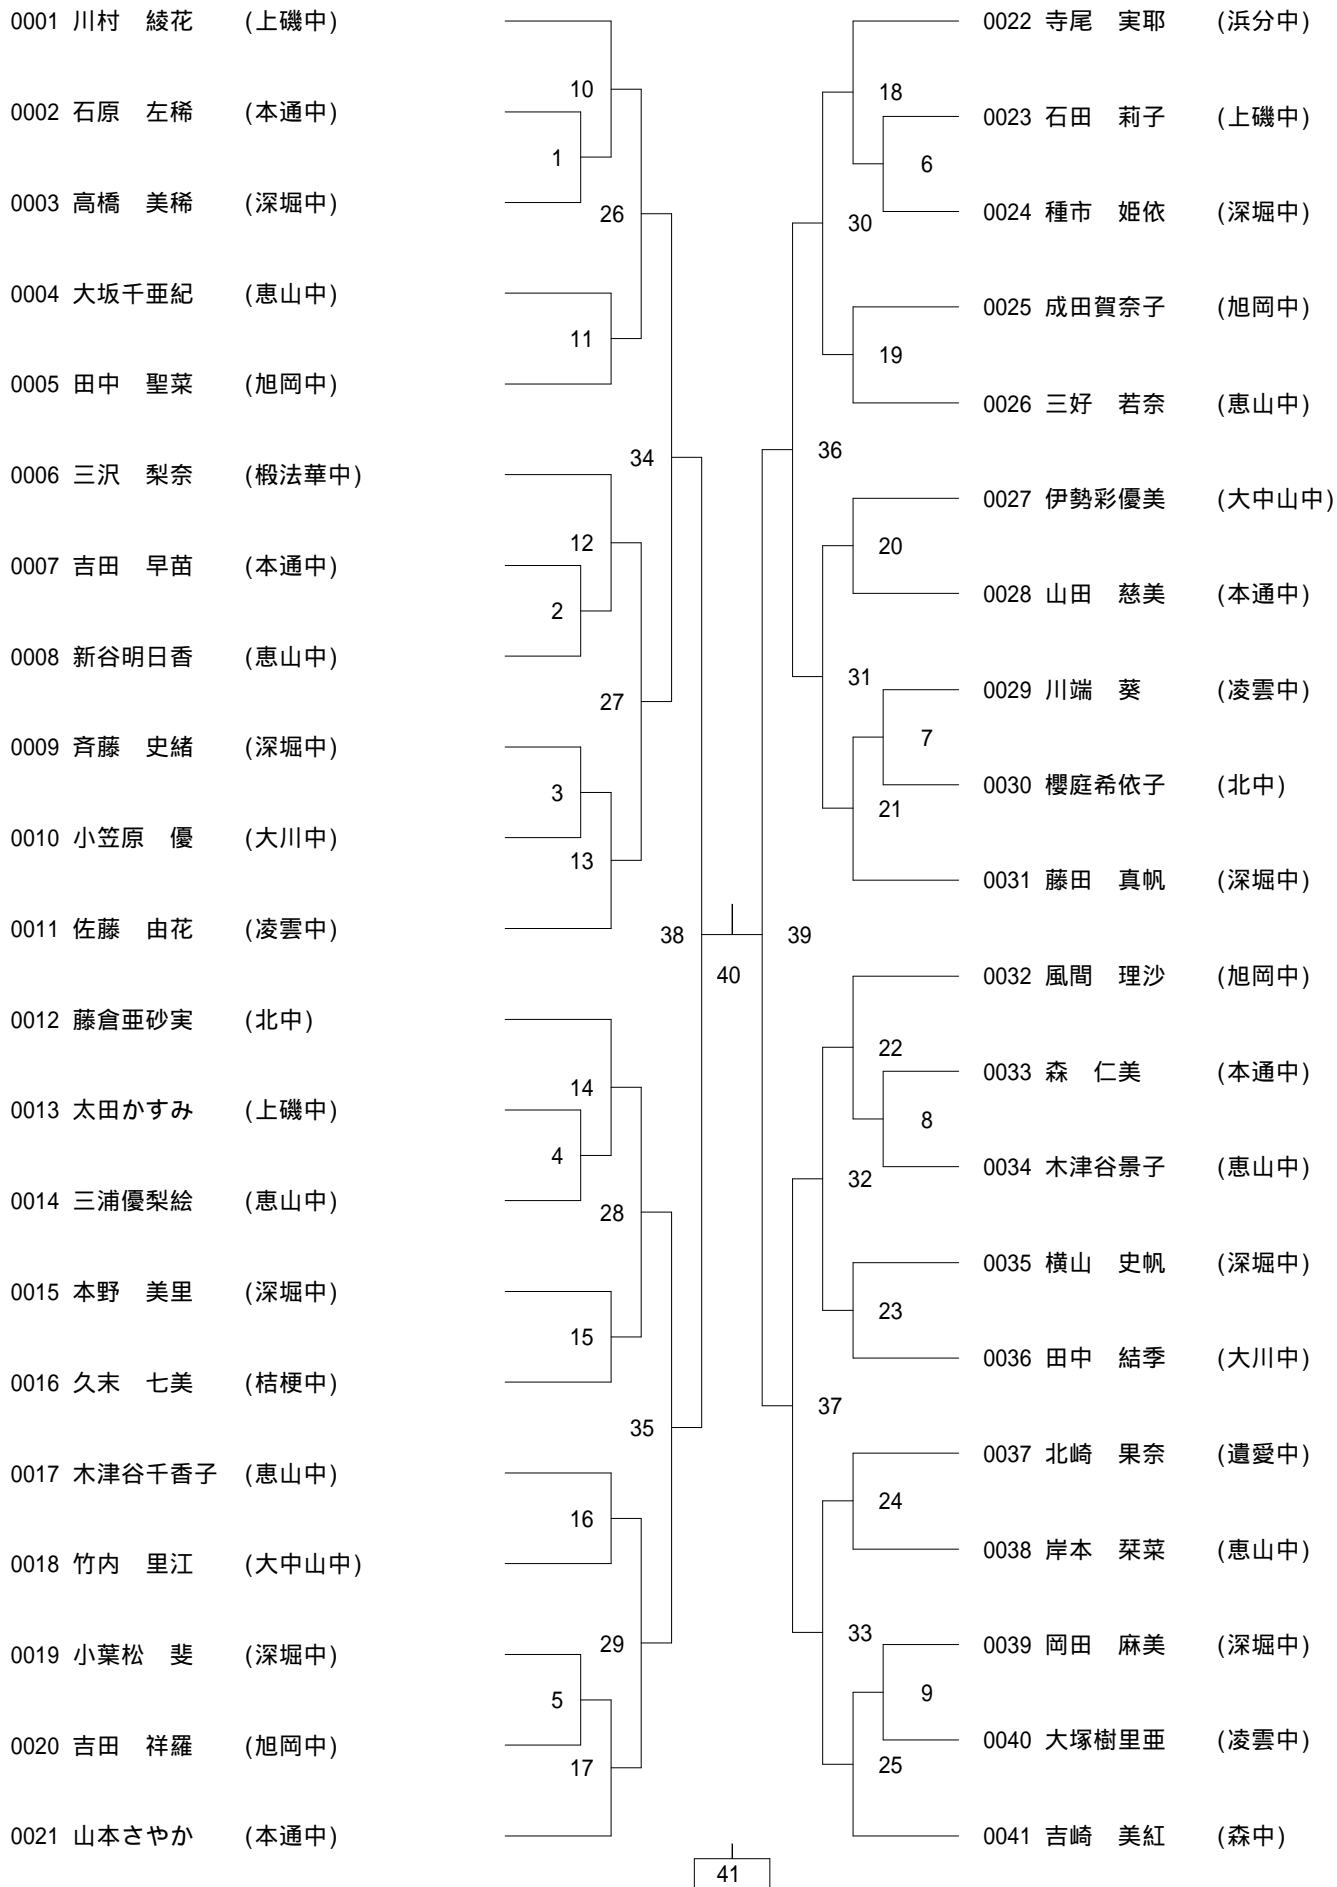 0001 川村　綾花 (上磯中)
0002 石原　左稀 (本通中)
0003 高橋　美稀 (深堀中)
0004 大坂千亜紀 (恵山中)
0005 田中　聖菜 (旭岡中)
0006 三沢　梨奈 (椴法華中)
0007 吉田　早苗 (本通中)
0008 新谷明日香 (恵山中)
0009 斉藤　史緒 (深堀中)
0010 小笠原　優 (大川中)
0011 佐藤　由花 (凌雲中)
0012 藤倉亜砂実 (北中)
0013 太田かすみ (上磯中)
0014 三浦優梨絵 (恵山中)
0015 本野　美里 (深堀中)
0016 久末　七美 (桔梗中)
0017 木津谷千香子 (恵山中)
0018 竹内　里江 (大中山中)
0019 小葉松　斐 (深堀中)
0020 吉田　祥羅 (旭岡中)
0021 山本さやか (本通中)
10
1
26
11
34
12
2
27
3
13
38
14
4
28
15
35
16
29
5
17
40
41
39
18
6
30
19
36
20
31
7
21
22
8
32
23
37
24
33
9
25
0022 寺尾　実耶 (浜分中)
0023 石田　莉子 (上磯中)
0024 種市　姫依 (深堀中)
0025 成田賀奈子 (旭岡中)
0026 三好　若奈 (恵山中)
0027 伊勢彩優美 (大中山中)
0028 山田　慈美 (本通中)
0029 川端　葵 (凌雲中)
0030 櫻庭希依子 (北中)
0031 藤田　真帆 (深堀中)
0032 風間　理沙 (旭岡中)
0033 森　仁美 (本通中)
0034 木津谷景子 (恵山中)
0035 横山　史帆 (深堀中)
0036 田中　結季 (大川中)
0037 北崎　果奈 (遺愛中)
0038 岸本　栞菜 (恵山中)
0039 岡田　麻美 (深堀中)
0040 大塚樹里亜 (凌雲中)
0041 吉崎　美紅 (森中)